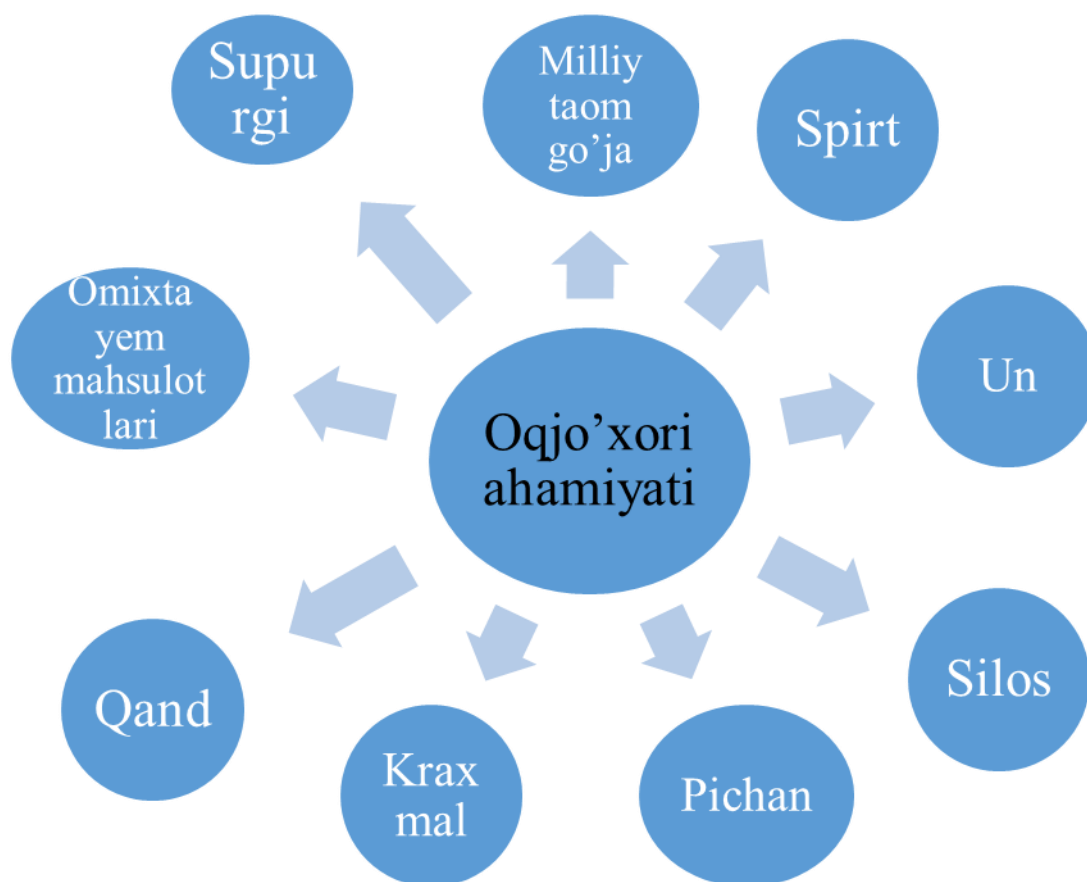 Supu
rgi
Milliy
taom
go’ja
Spirt
Omixta
yem
mahsulot
lari
Un
Oqjo’xori
ahamiyati
Qand
Krax
mal
Pichan
Silos